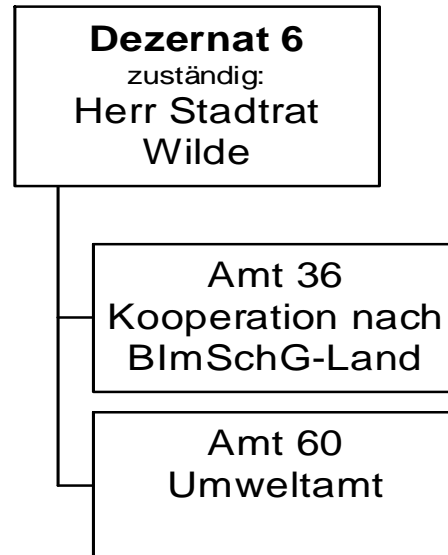 Dezernat 6
zuständig:
Herr Stadtrat
Wilde
Amt 36
Kooperation nach
BImSchG-Land
Amt 60
Umweltamt